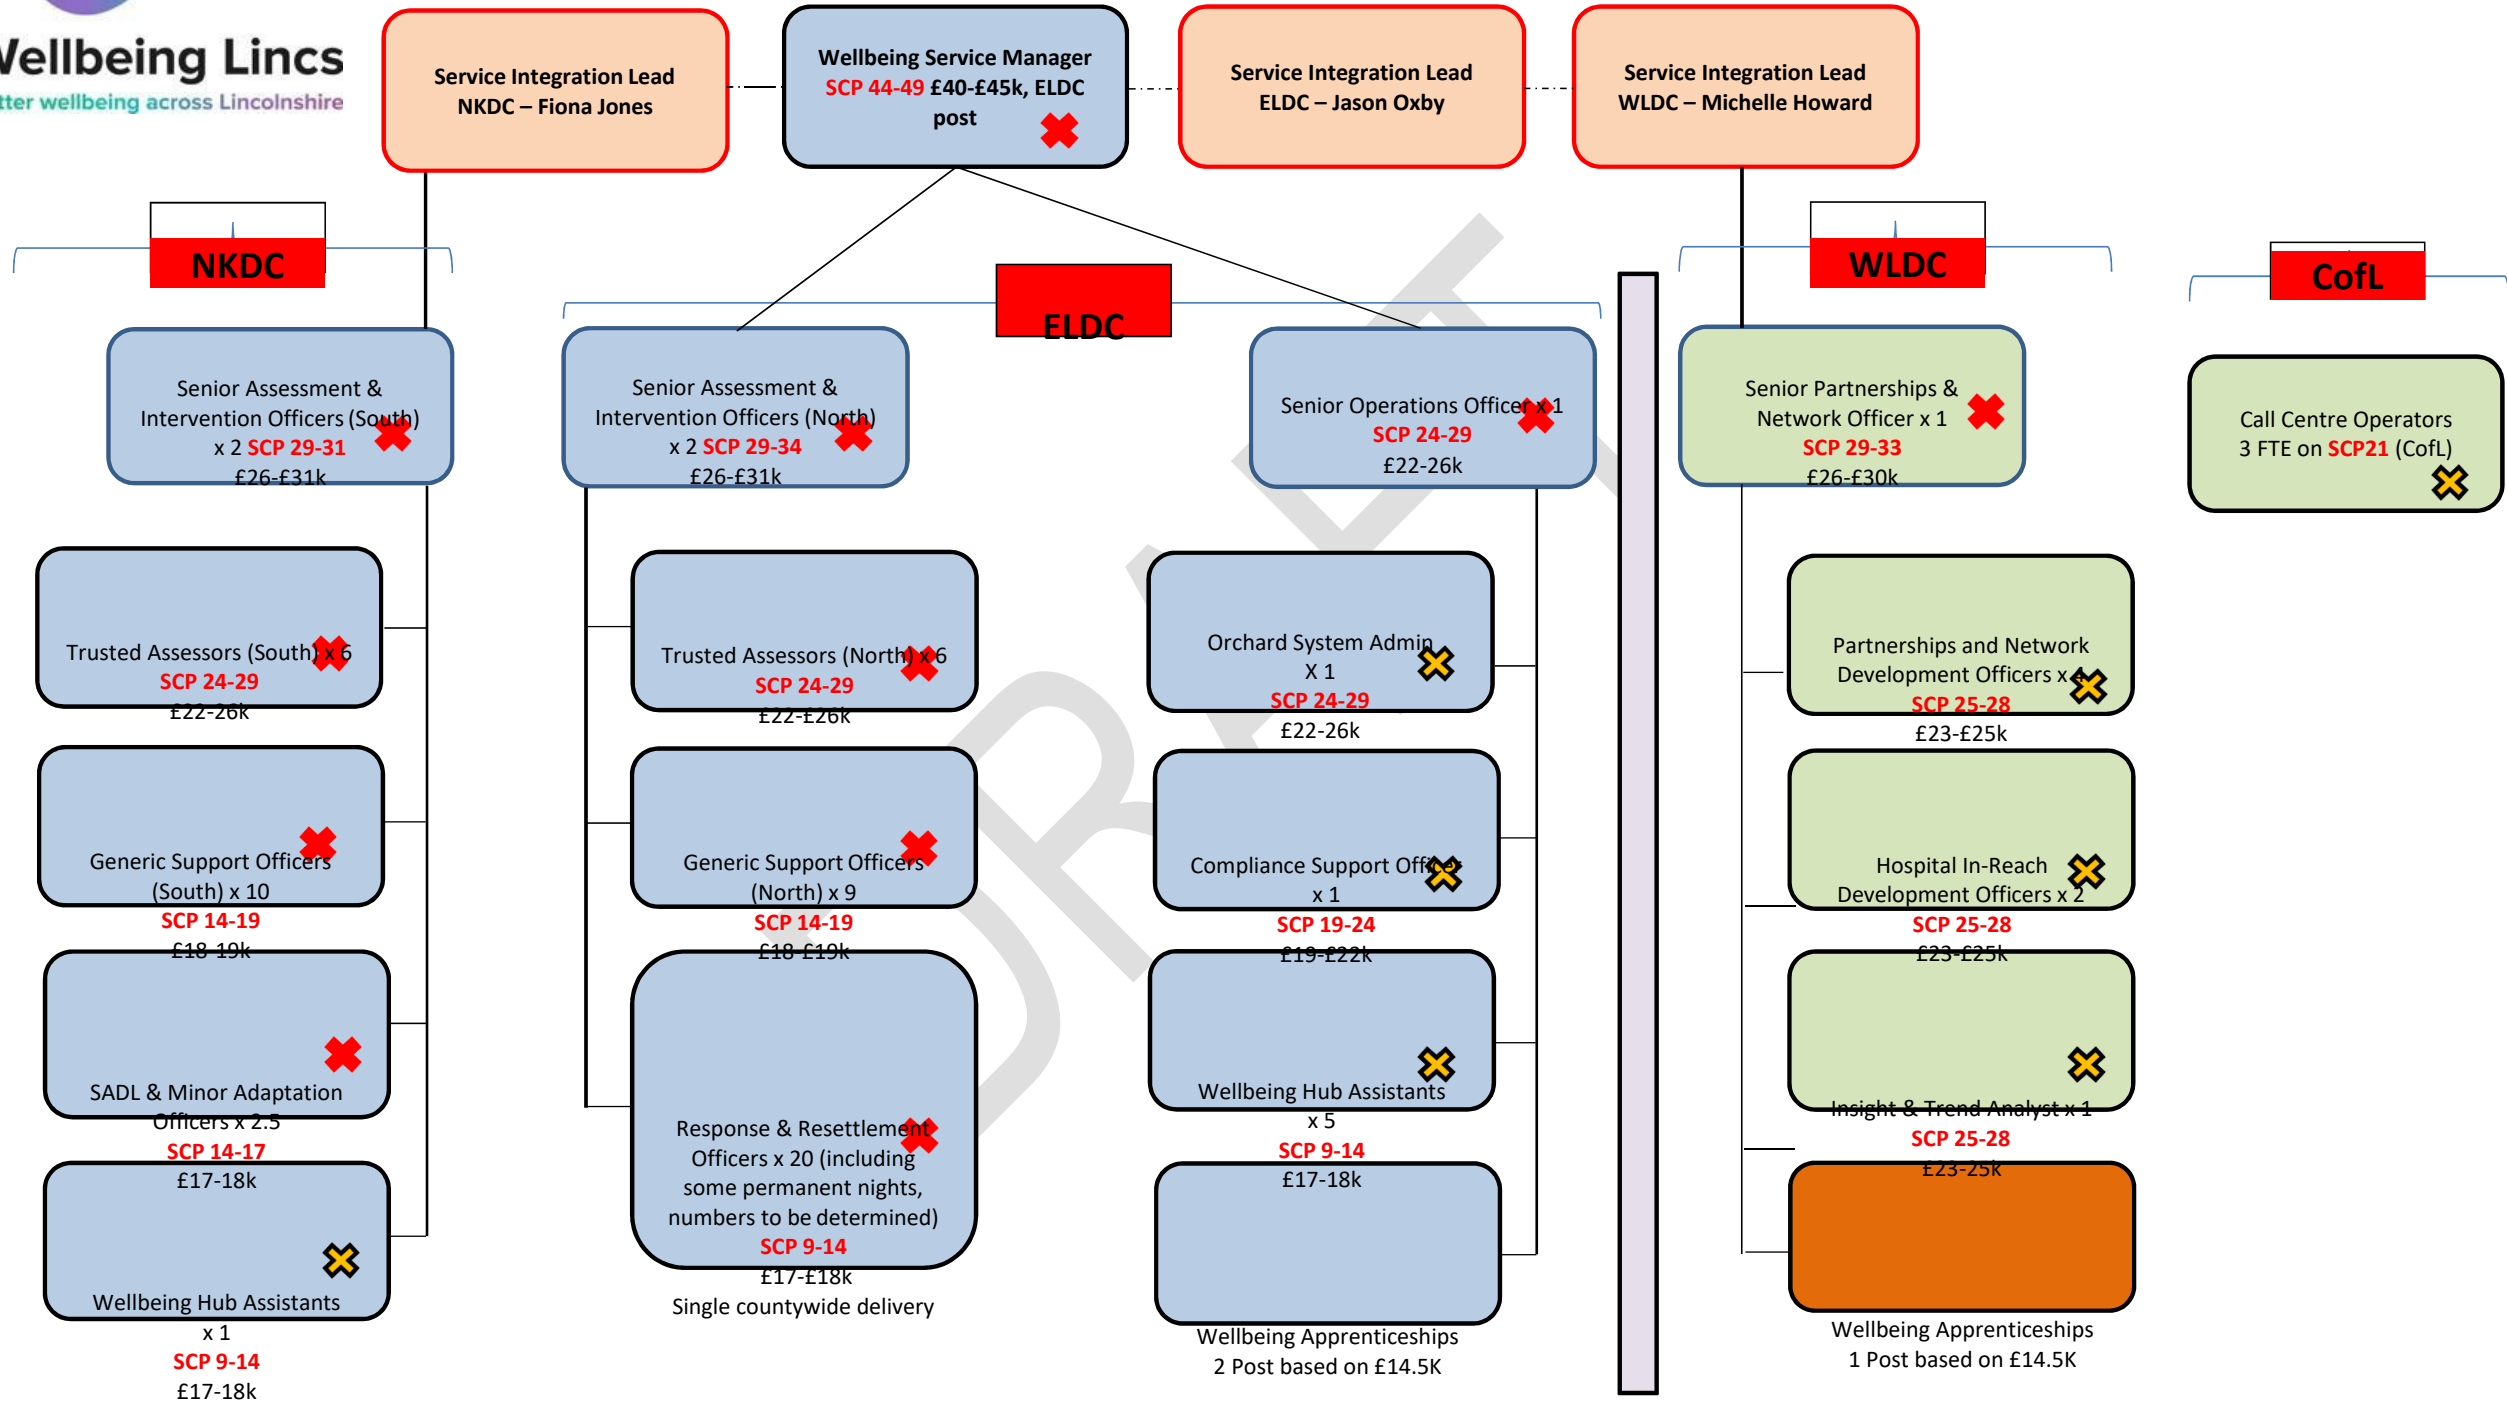 Wellbeing Lincs
tter wellbeing across Lincolnshire
Service Integration Lead
NKDC – Fiona Jones
Wellbeing Service Manager
SCP 44-49 £40-£45k, ELDC
post
Service Integration Lead
ELDC – Jason Oxby
Service Integration Lead
WLDC – Michelle Howard
NKDC
ELDC
WLDC
CofL
DRAFT
Senior Assessment &
Intervention Officers (South)
x 2 SCP 29-31
£26-£31k
Trusted Assessors (South) x 6
SCP 24-29
£22-26k
Generic Support Officers
(South) x 10
SCP 14-19
£18-19k
SADL & Minor Adaptation
Officers x 2.5
SCP 14-17
£17-18k
Wellbeing Hub Assistants
x 1
SCP 9-14
£17-18k
Senior Assessment &
Intervention Officers (North)
x 2 SCP 29-34
£26-£31k
Trusted Assessors (North) x 6
SCP 24-29
£22-£26k
Generic Support Officers
(North) x 9
SCP 14-19
£18-£19k
Response & Resettlement
Officers x 20 (including
some permanent nights,
numbers to be determined)
SCP 9-14
£17-£18k
Single countywide delivery
Senior Operations Officer x 1
SCP 24-29
£22-26k
Orchard System Admin
X 1
SCP 24-29
£22-26k
Compliance Support Officer
x 1
SCP 19-24
£19-£22k
Wellbeing Hub Assistants
x 5
SCP 9-14
£17-18k
Wellbeing Apprenticeships
2 Post based on £14.5K
Senior Partnerships &
Network Officer x 1
SCP 29-33
£26-£30k
Partnerships and Network
Development Officers x 4
SCP 25-28
£23-£25k
Hospital In-Reach
Development Officers x 2
SCP 25-28
£23-£25k
Insight & Trend Analyst x 1
SCP 25-28
£23-25k
Wellbeing Apprenticeships
1 Post based on £14.5K
Call Centre Operators
3 FTE on SCP21 (CofL)